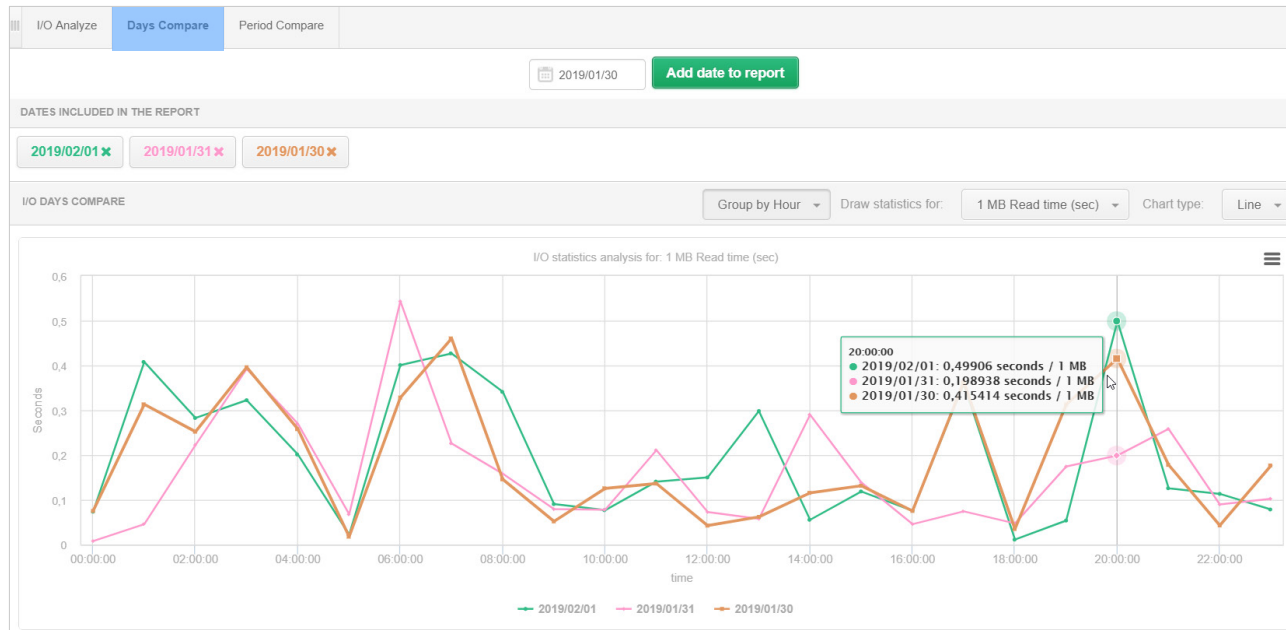 I/O Analyze Days Compare Period Compare
2019/01/30 Add date to report
DATES INCLUDED IN THE REPORT
2019/02/01 2019/01/31 2019/01/30
I/O DAYS COMPARE Group by Hour Draw statistics for: 1 MB Read time (sec) Chart type: Line
I/O statistics analysis for: 1 MB Read time (sec)
0,6
0,5
0,4
0,3
0,2
0,1
0
Seconds
20:00:00
2019/02/01: 0,49906 seconds / 1 MB
2019/01/31: 0,198938 seconds / 1 MB
2019/01/30: 0,415414 seconds / 1 MB
00:00:00 02:00:00 04:00:00 06:00:00 08:00:00 10:00:00 12:00:00 14:00:00 16:00:00 18:00:00 20:00:00 22:00:00
time
2019/02/01 2019/01/31 2019/01/30